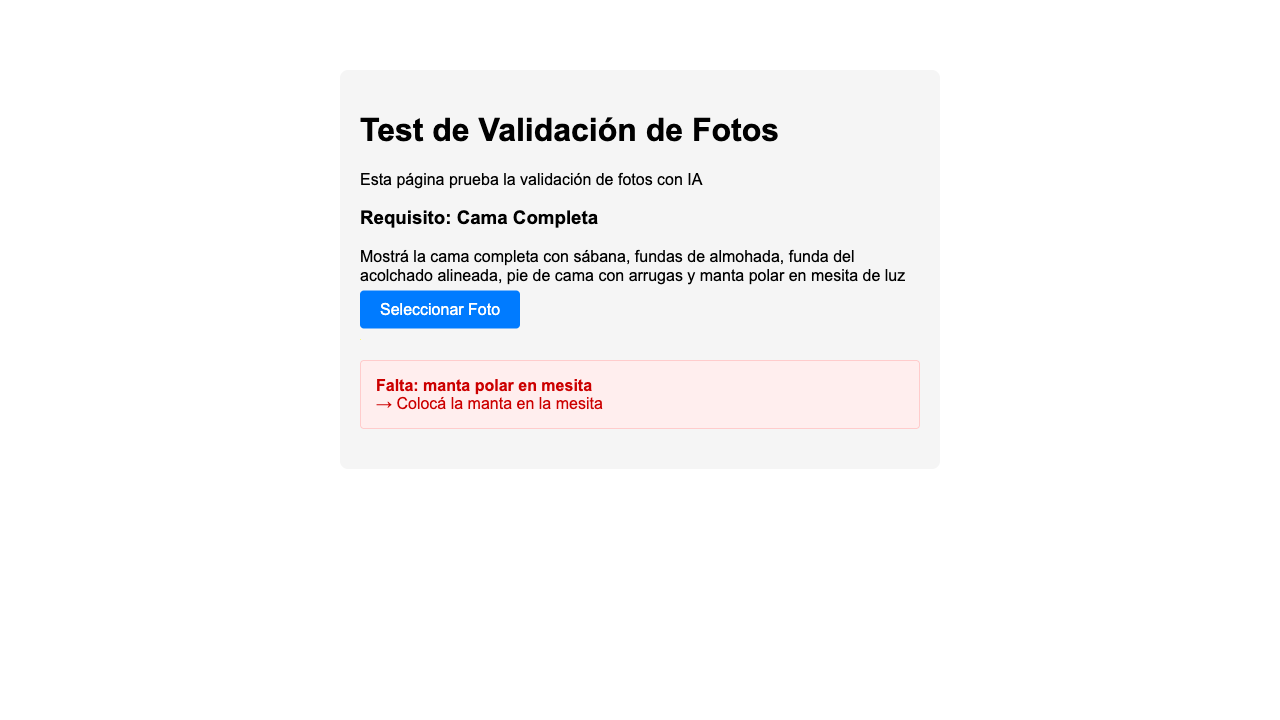 Test de Validación de Fotos
Esta página prueba la validación de fotos con IA
Requisito: Cama Completa
Mostrá la cama completa con sábana, fundas de almohada, funda del
acolchado alineada, pie de cama con arrugas y manta polar en mesita de luz
Seleccionar Foto
Falta: manta polar en mesita
→ Colocá la manta en la mesita